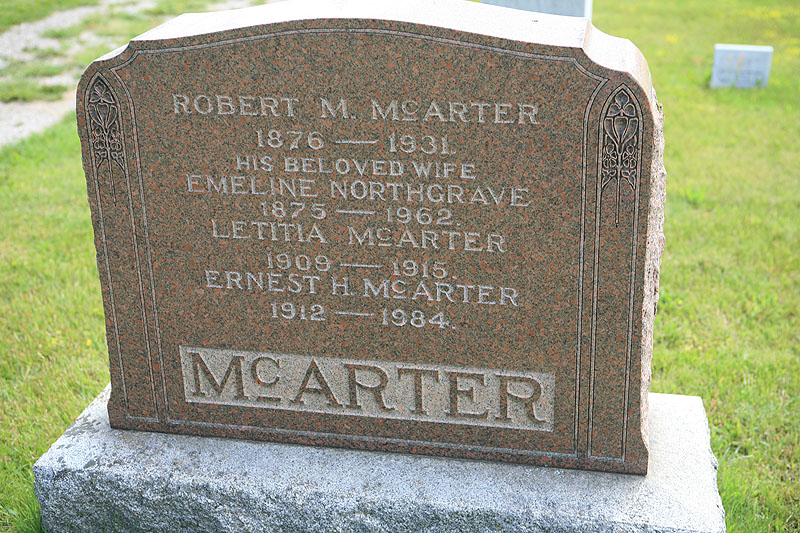 ROBERT M. McARTER
1876 — 1931.
HIS BELOVED WIFE
EMELINE NORTHGRAVE
1875 — 1962.
LETITIA McARTER
1909 — 1915.
ERNEST H. McARTER
1912 — 1984.
McARTER